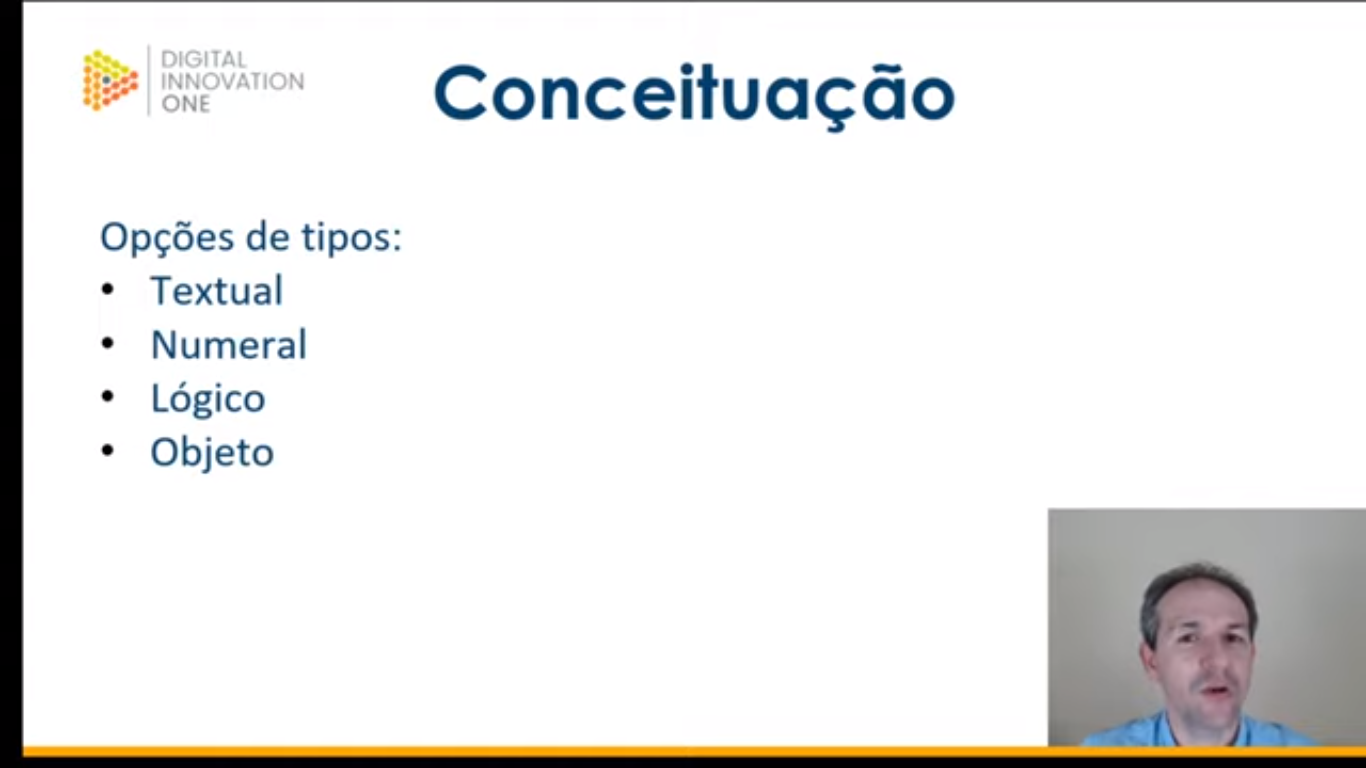 DIGITAL
INNOVATION
ONE
Conceituação
Opções de tipos:
• Textual
• Numeral
• Lógico
• Objeto